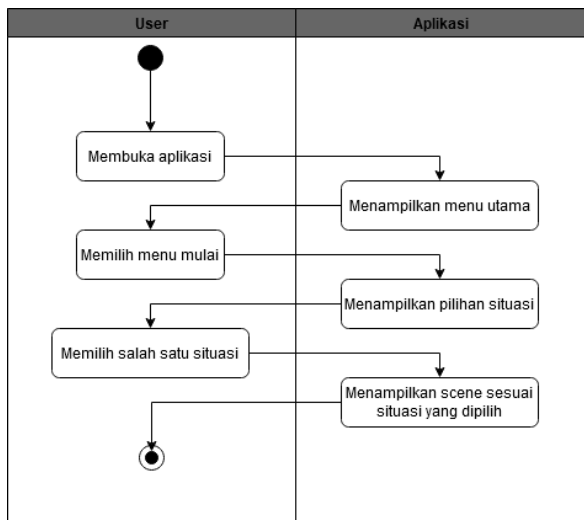 User
Aplikasi
Membuka aplikasi
Menampilkan menu utama
Memilih menu mulai
Menampilkan pilihan situasi
Memilih salah satu situasi
Menampilkan scene sesuai
situasi yang dipilih